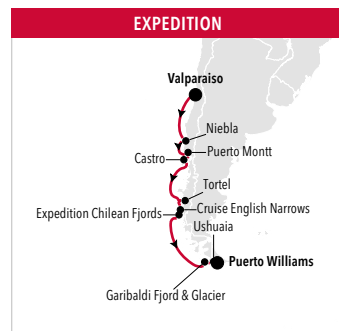 EXPEDITION
Valparaiso
Niebla
Puerto Montt
Castro
Tortel
Cruise English Narrows
Expedition Chilean Fjords
Ushuaia
Puerto Williams
Garibaldi Fjord & Glacier